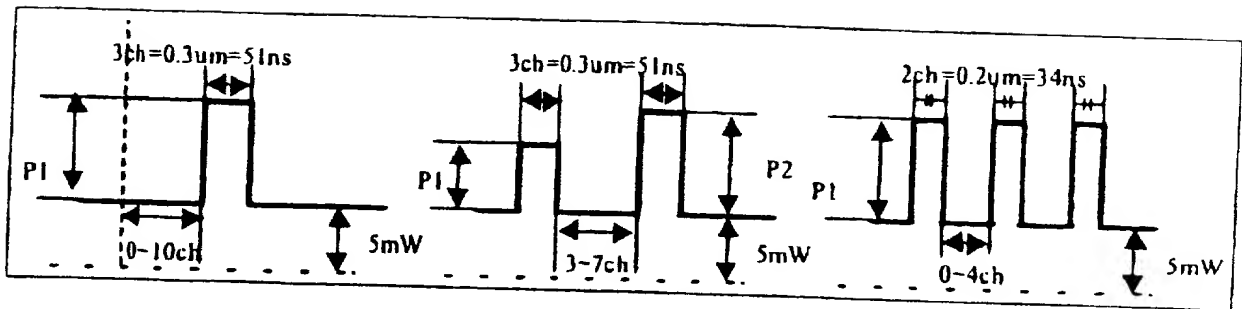 3ch=0.3um=51ns
P1
0~10ch
5mW
3ch=0.3um=51ns
P1
P2
3~7ch
5mW
2ch=0.2um=34ns
P1
0~4ch
5mW